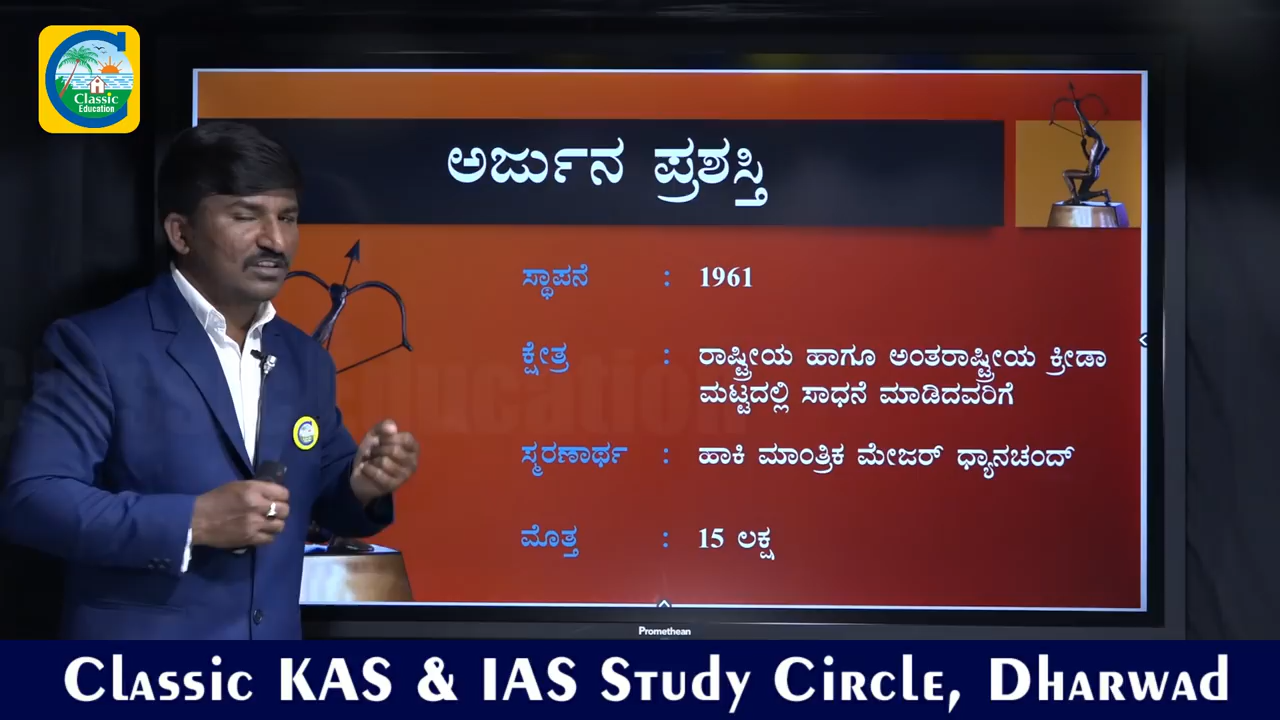 Classic
Education
ಅರ್ಜುನ ಪ್ರಶಸ್ತಿ
ಸ್ಥಾಪನೆ : 1961
ಕ್ಷೇತ್ರ : ರಾಷ್ಟ್ರೀಯ ಹಾಗೂ ಅಂತರಾಷ್ಟ್ರೀಯ ಕ್ರೀಡಾ
ಮಟ್ಟದಲ್ಲಿ ಸಾಧನೆ ಮಾಡಿದವರಿಗೆ
ಸ್ಮರಣಾರ್ಥ : ಹಾಕಿ ಮಾಂತ್ರಿಕ ಮೇಜರ್ ಧ್ಯಾನಚಂದ್
ಮೊತ್ತ : 15 ಲಕ್ಷ
Promethean
Classic KAS & IAS Study Circle, Dharwad